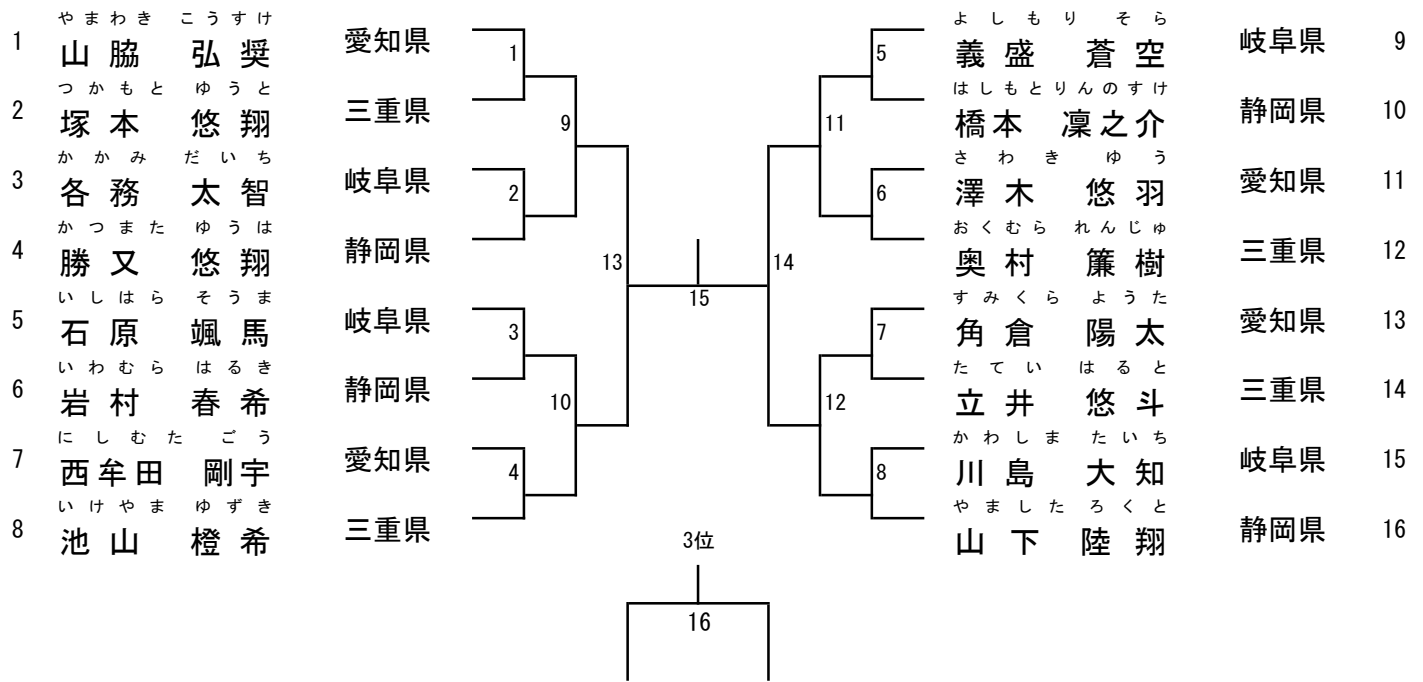 やまわき こうすけ
1 山脇 弘奨 愛知県
つかもと ゆうと
2 塚本 悠翔 三重県
かかみ だいち
3 各務 太智 岐阜県
かつまた ゆうは
4 勝又 悠翔 静岡県
いしはら そうま
5 石原 颯馬 岐阜県
いわむら はるき
6 岩村 春希 静岡県
にしむた ごう
7 西牟田 剛宇 愛知県
いけやま ゆずき
8 池山 橙希 三重県
1
2
3
4
9
10
13
15
14
11
12
5
6
7
8
よしもり そら
義盛 蒼空 岐阜県 9
はしもとりんのすけ
橋本 凜之介 静岡県 10
さわき ゆう
澤木 悠羽 愛知県 11
おくむら れんじゅ
奥村 簾樹 三重県 12
すみくら ようた
角倉 陽太 愛知県 13
たてい はると
立井 悠斗 三重県 14
かわしま たいち
川島 大知 岐阜県 15
やました ろくと
山下 陸翔 静岡県 16
3位
16